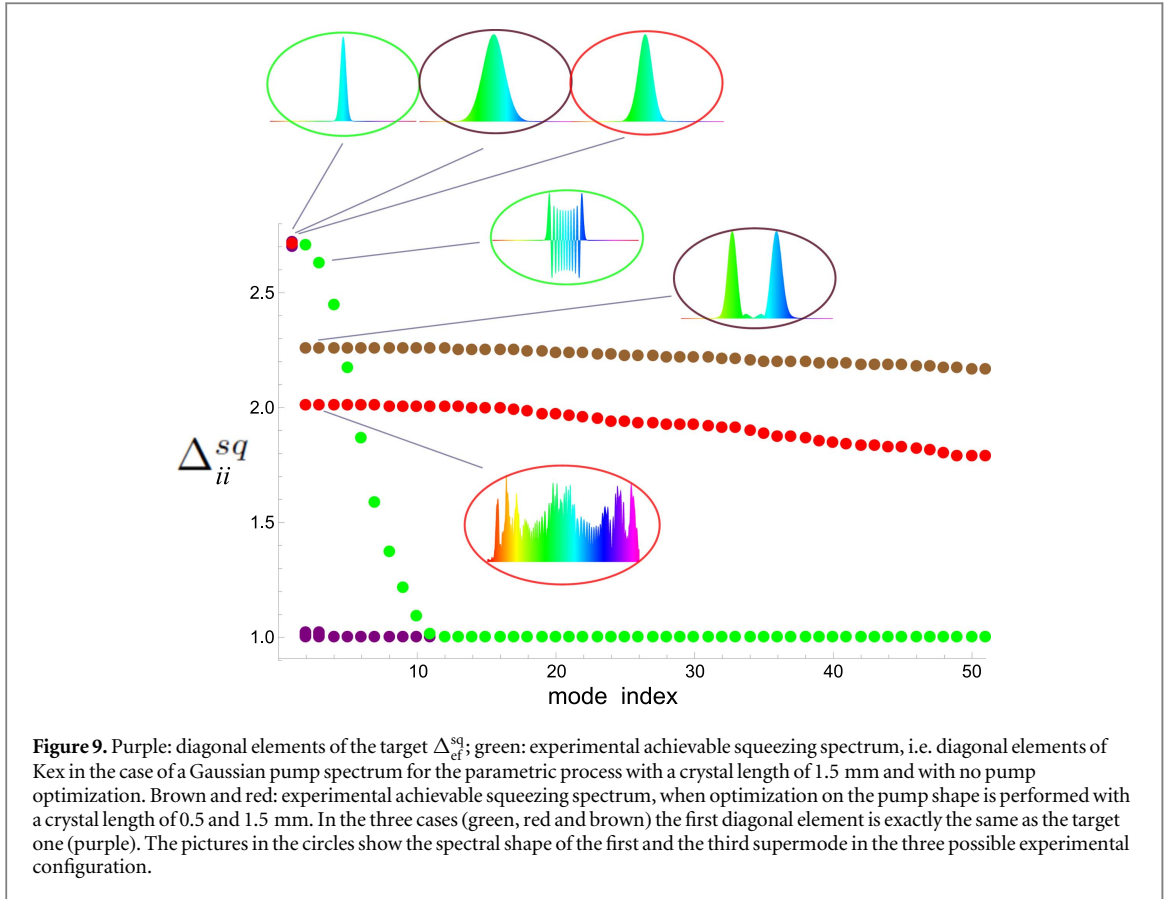 2.5
2.0
Δ_{ii}^{sq}
1.5
1.0
10 20 30 40 50
mode index
Figure 9. Purple: diagonal elements of the target Δ_{ef}^{sq}; green: experimental achievable squeezing spectrum, i.e. diagonal elements of
Kex in the case of a Gaussian pump spectrum for the parametric process with a crystal length of 1.5 mm and with no pump
optimization. Brown and red: experimental achievable squeezing spectrum, when optimization on the pump shape is performed with
a crystal length of 0.5 and 1.5 mm. In the three cases (green, red and brown) the first diagonal element is exactly the same as the target
one (purple). The pictures in the circles show the spectral shape of the first and the third supermode in the three possible experimental
configuration.